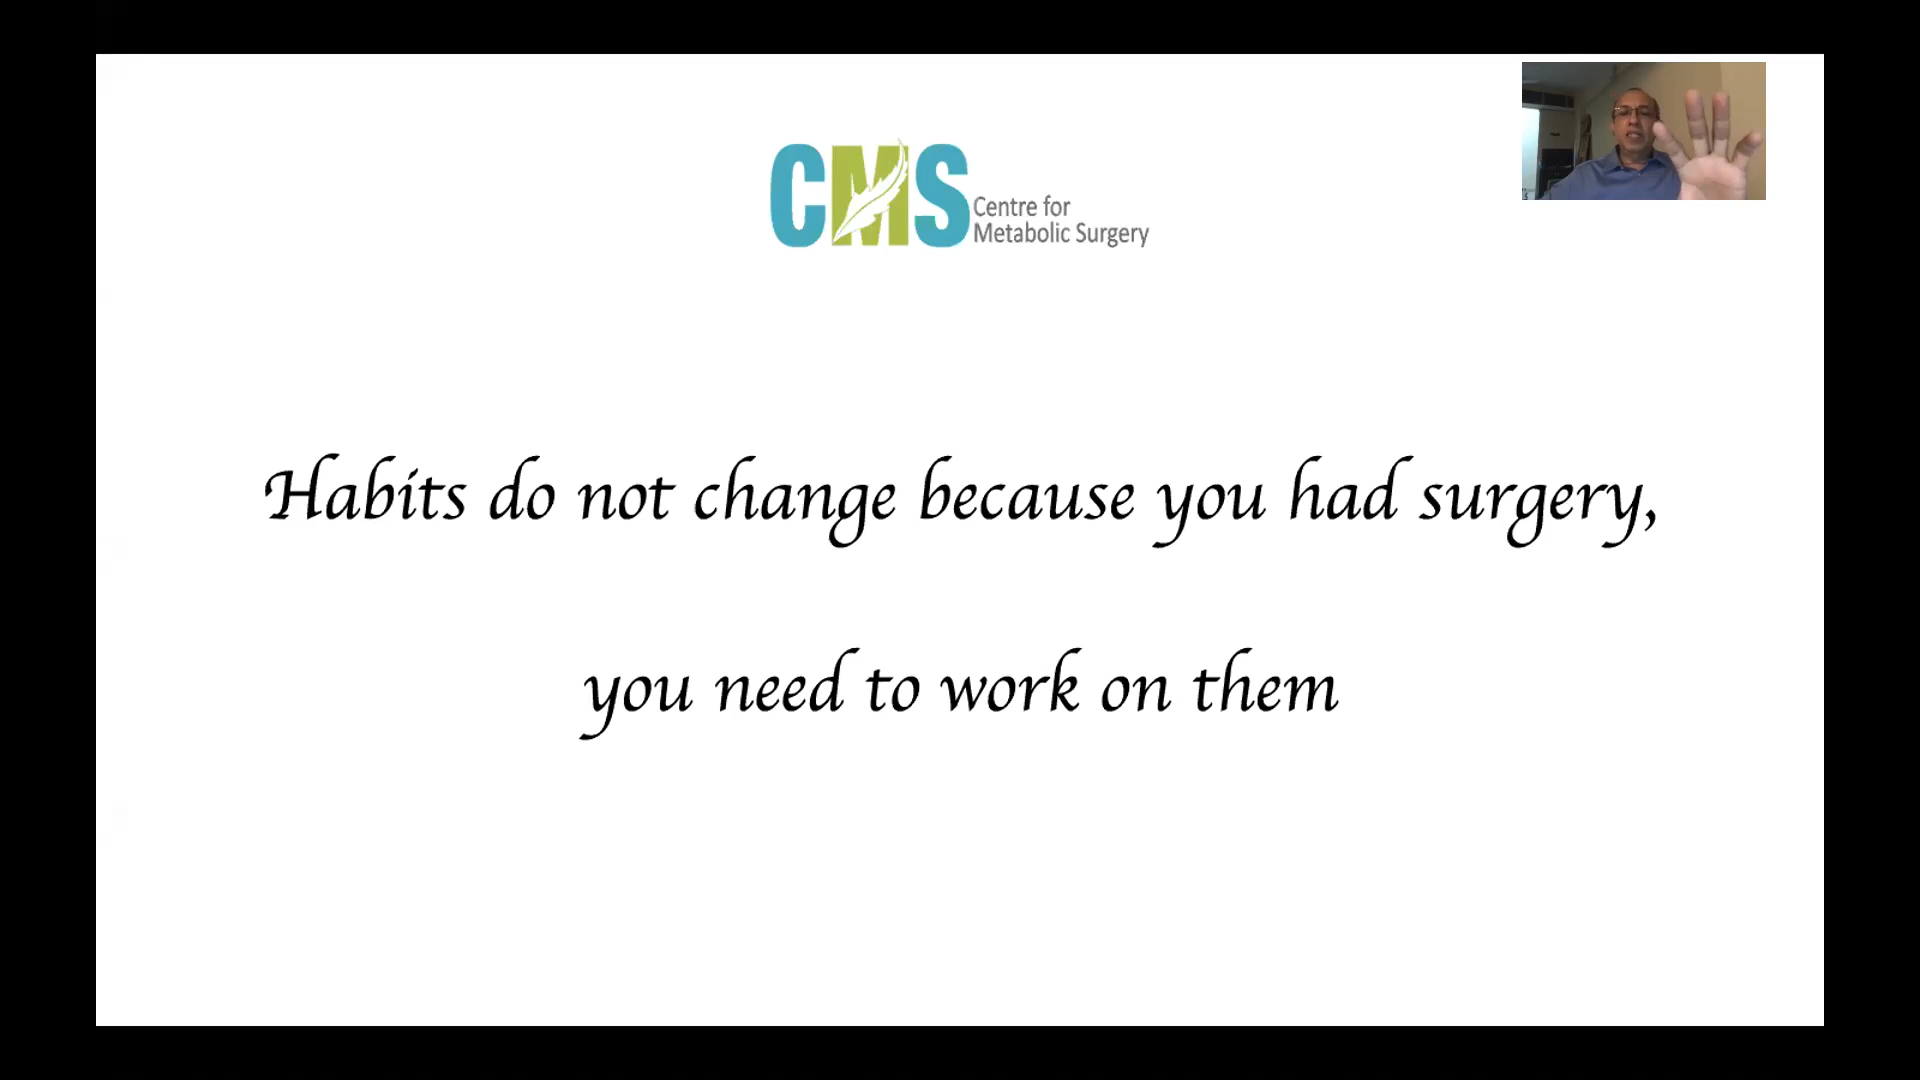 CMS
Centre for
Metabolic Surgery
Habits do not change because you had surgery,
you need to work on them